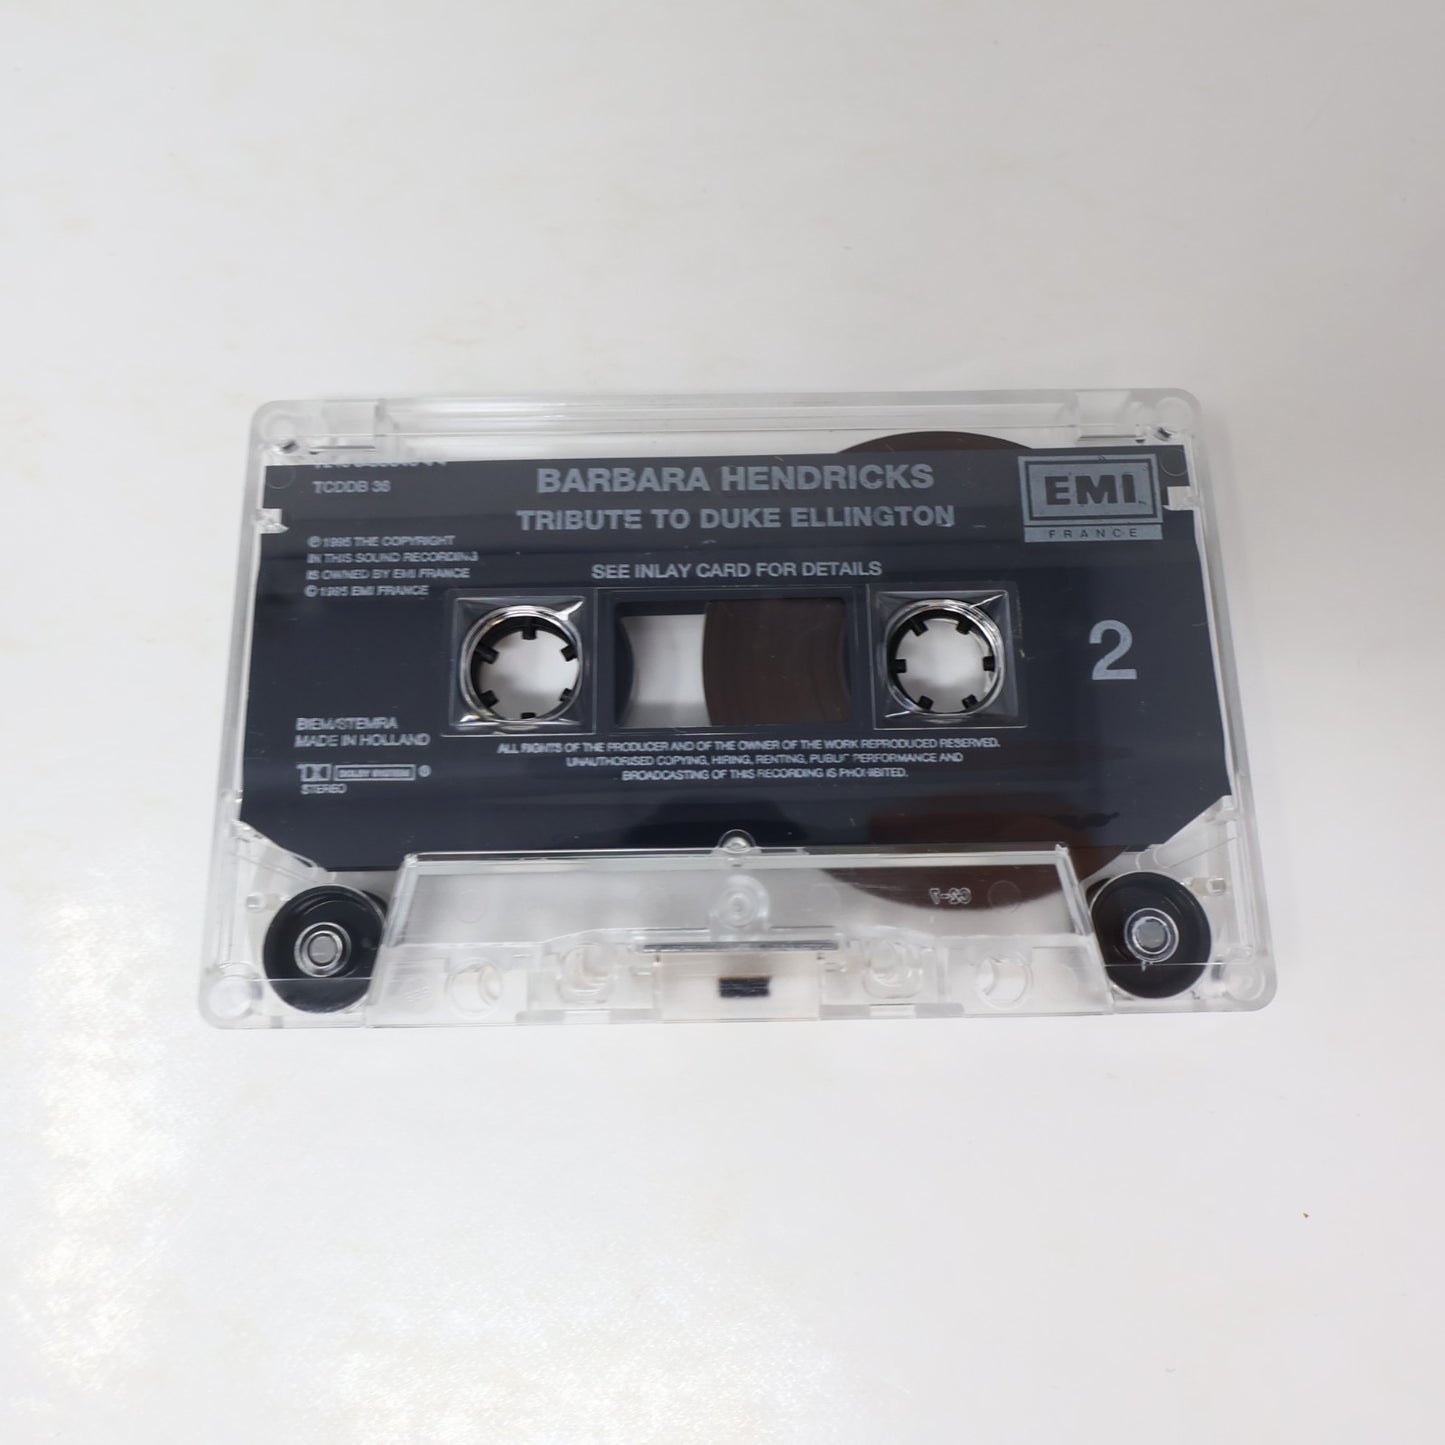 TCDDB 36
BARBARA HENDRICKS
TRIBUTE TO DUKE ELLINGTON
EMI
FRANCE
℗ 1995 THE COPYRIGHT
IN THIS SOUND RECORDING
IS OWNED BY EMI FRANCE
© 1995 EMI FRANCE
SEE INLAY CARD FOR DETAILS
2
BIEM/STEMRA
MADE IN HOLLAND
DOLBY SYSTEM ®
STEREO
ALL RIGHTS OF THE PRODUCER AND OF THE OWNER OF THE WORK REPRODUCED RESERVED.
UNAUTHORISED COPYING, HIRING, RENTING, PUBLIC PERFORMANCE AND
BROADCASTING OF THIS RECORDING IS PROHIBITED.